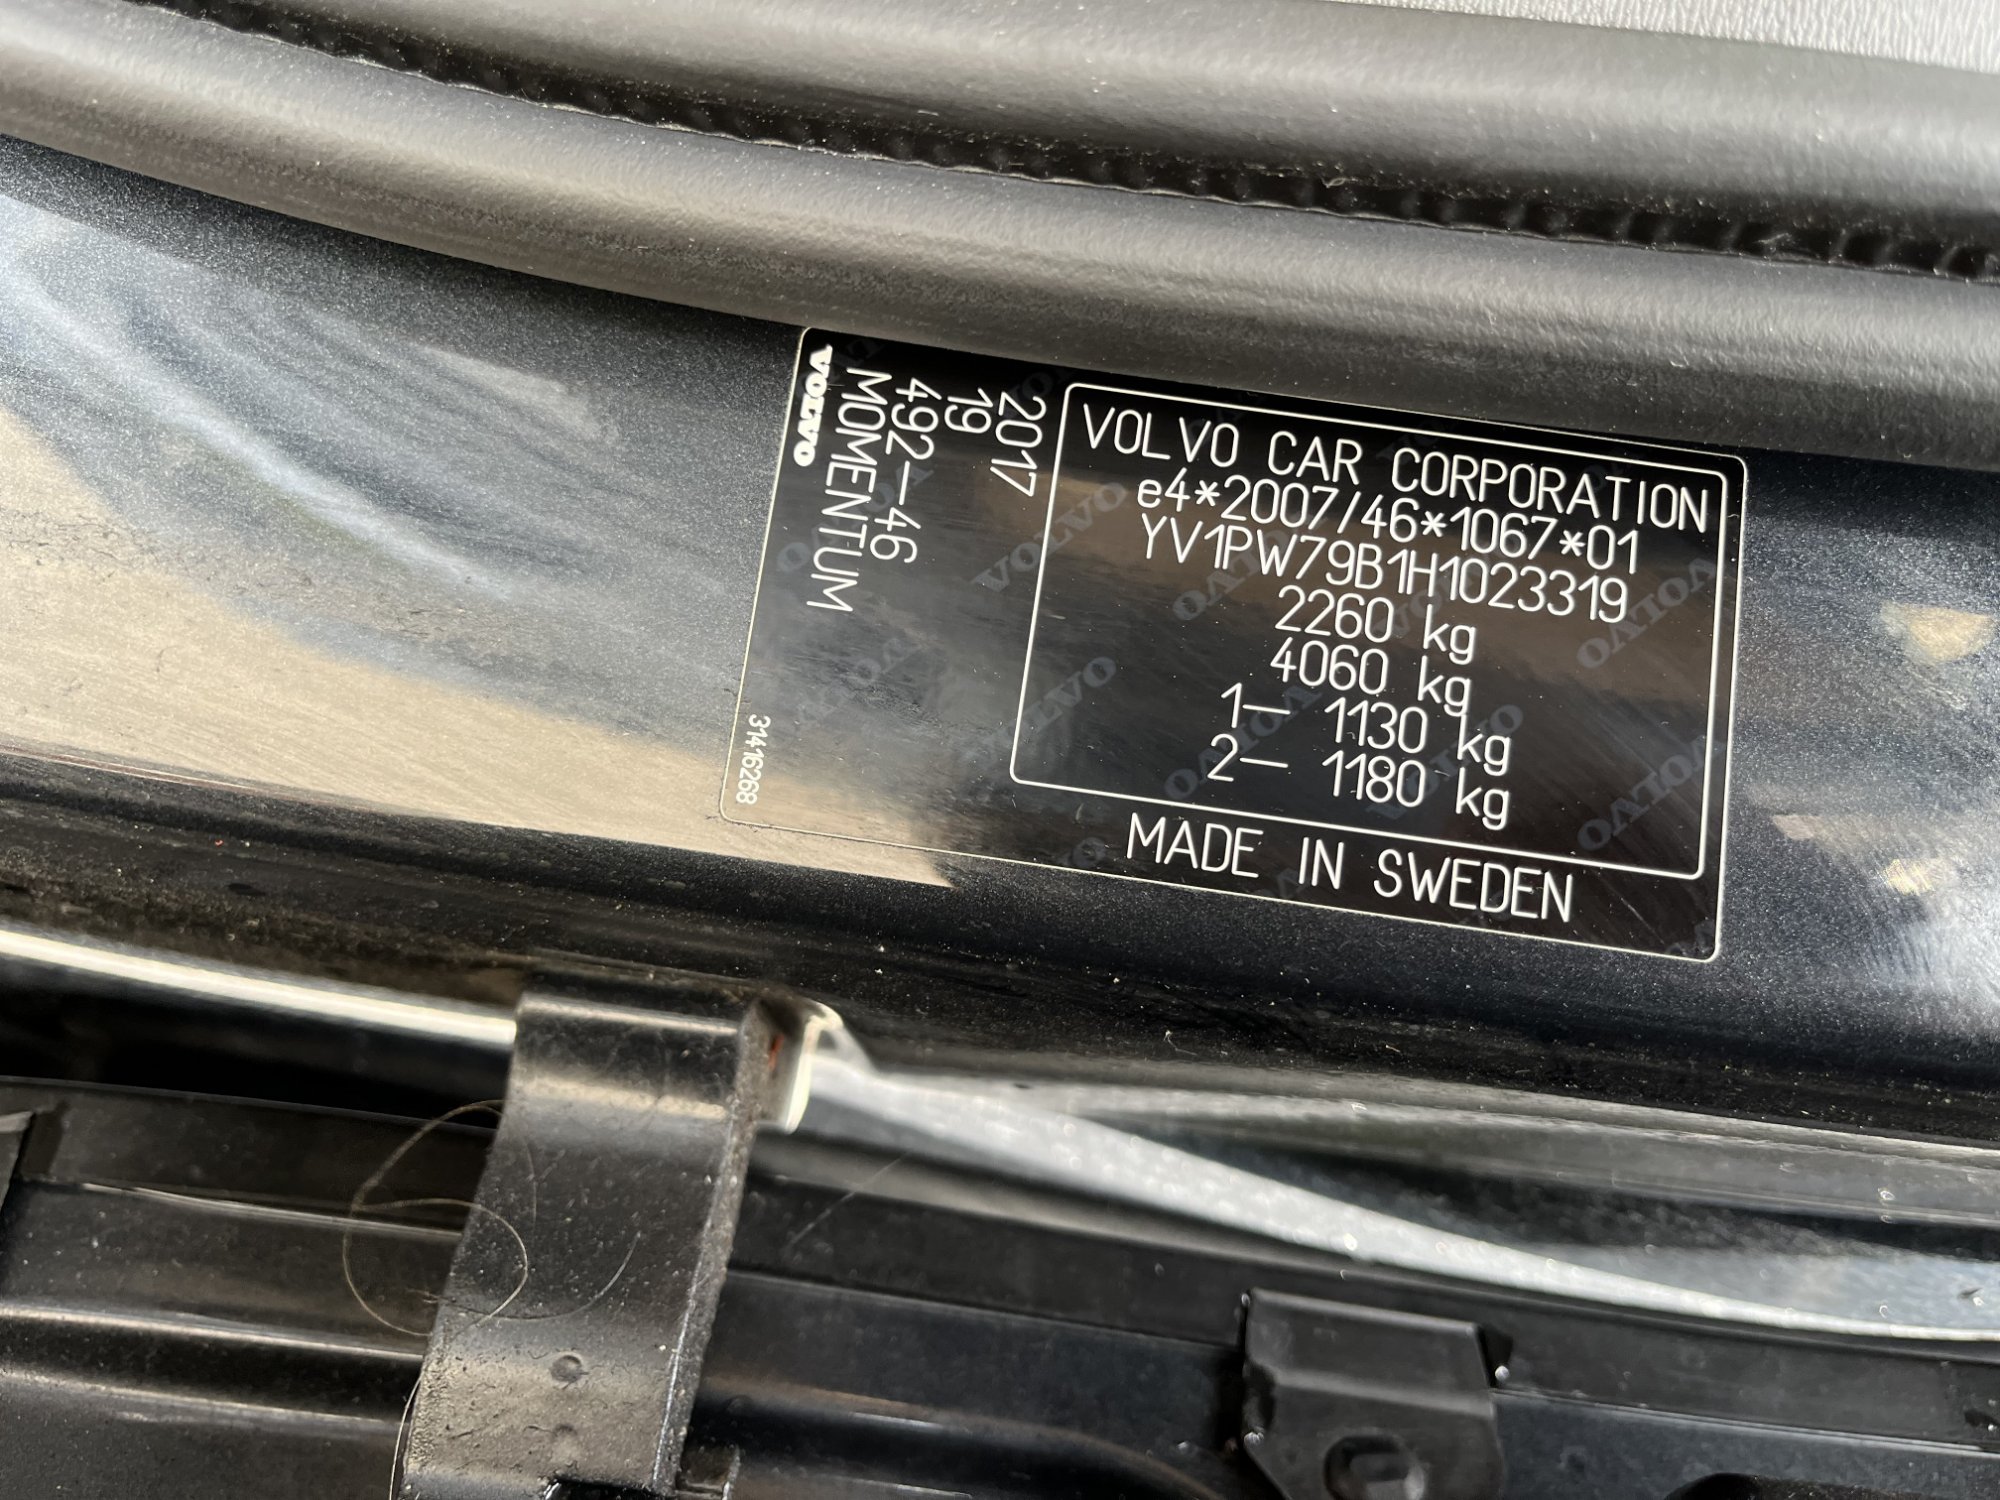 VOLVO CAR CORPORATION
e4*2007/46*1067*01
YV1PW79B1H1023319
2260 kg
4060 kg
1— 1130 kg
2— 1180 kg
MADE IN SWEDEN
2017
19
492-46
MOMENTUM
VOLVO
31416268